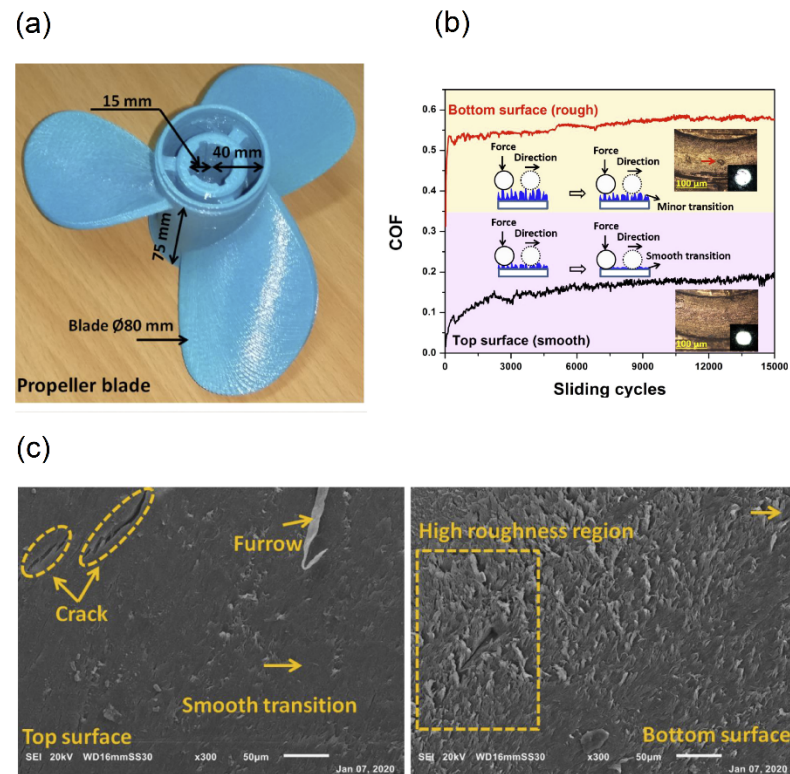 (a)
15 mm
40 mm
75 mm
Blade Ø80 mm
Propeller blade
(b)
COF
0.6
0.5
0.4
0.3
0.2
0.1
0.0
Bottom surface (rough)
Force
Direction
Force
Direction
Minor transition
100 µm
Force
Direction
Force
Direction
Smooth transition
100 µm
Top surface (smooth)
0
3000
6000
9000
12000
15000
Sliding cycles
(c)
Crack
Furrow
Smooth transition
Top surface
SEI 20kV WD16mmSS30 x300 50µm
Jan 07, 2020
High roughness region
Bottom surface
SEI 20kV WD16mmSS30 x300 50µm
Jan 07, 2020